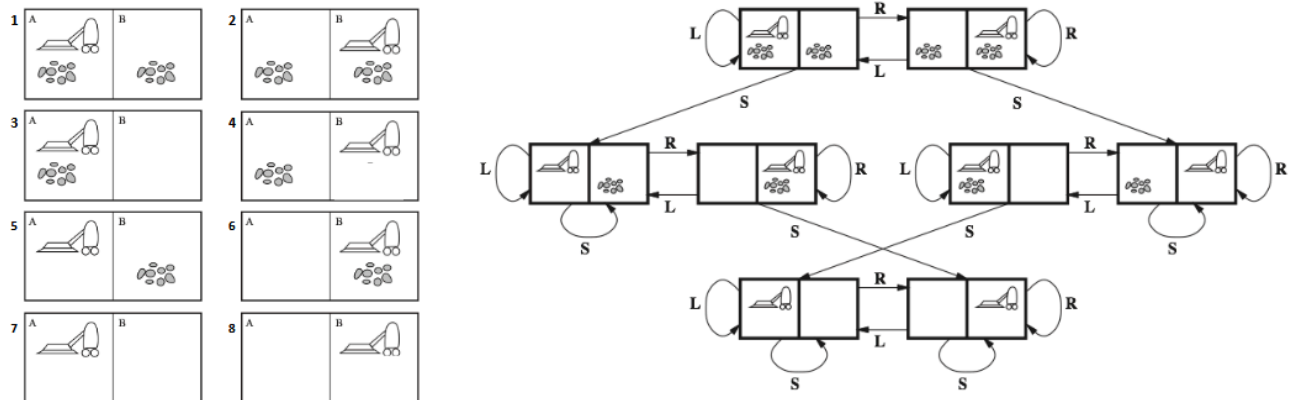 1 A B
2 A B
3 A B
4 A B
5 A B
6 A B
7 A B
8 A B
R
L R
L
S S
R R
L R L R
L L
S S S S
R
L R
L
S S